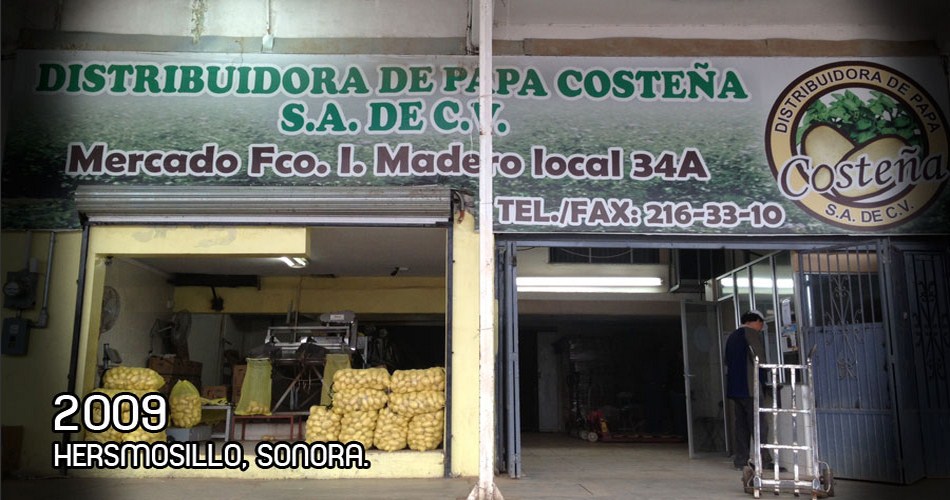 DISTRIBUIDORA DE PAPA COSTEÑA
S.A. DE C.V.
Mercado Fco. I. Madero local 34A
TEL./FAX: 216-33-10
DISTRIBUIDORA DE PAPA
Costeña
S.A. DE C.V.
2009
HERSMOSILLO, SONORA.